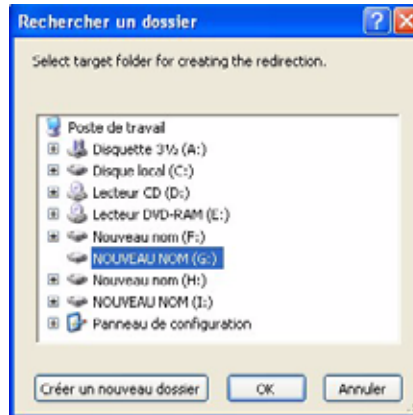 Rechercher un dossier
Select target folder for creating the redirection.
Poste de travail
Disquette 3½ (A:)
Disque local (C:)
Lecteur CD (D:)
Lecteur DVD-RAM (E:)
Nouveau nom (F:)
NOUVEAU NOM (G:)
Nouveau nom (H:)
NOUVEAU NOM (I:)
Panneau de configuration
Créer un nouveau dossier OK Annuler